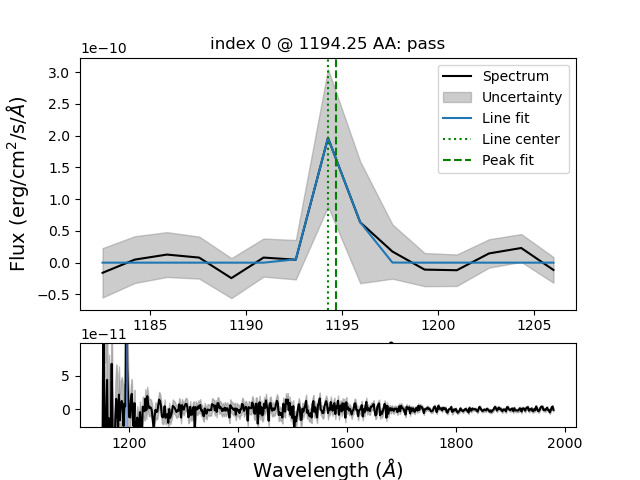 index 0 @ 1194.25 AA: pass
1e−10
Flux (erg/cm²/s/Å)
3.0
2.5
2.0
1.5
1.0
0.5
0.0
−0.5
Spectrum
Uncertainty
Line fit
Line center
Peak fit
1185 1190 1195 1200 1205
1e−11
5
0
1200 1400 1600 1800 2000
Wavelength (Å)